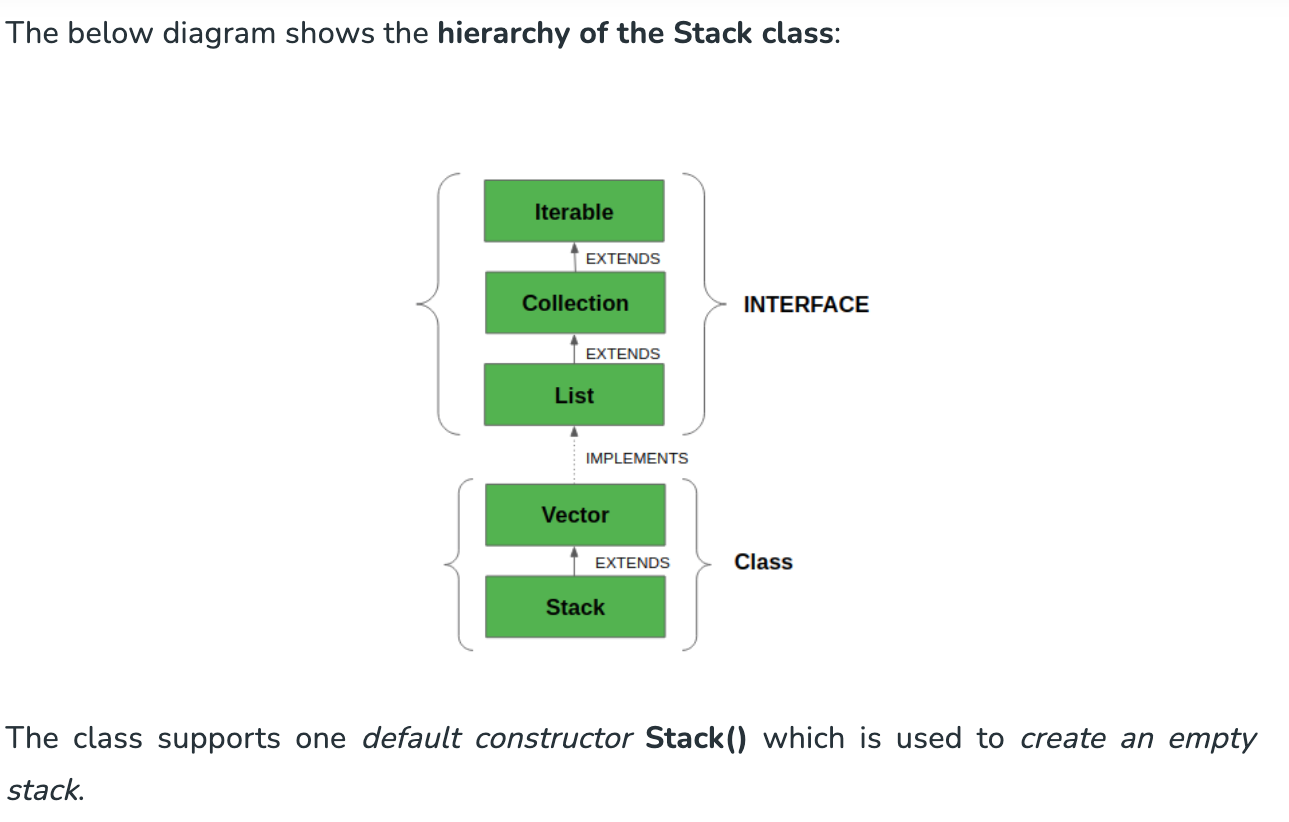 The below diagram shows the hierarchy of the Stack class:
Iterable
EXTENDS
Collection
INTERFACE
EXTENDS
List
IMPLEMENTS
Vector
EXTENDS
Class
Stack
The class supports one default constructor Stack() which is used to create an empty
stack.